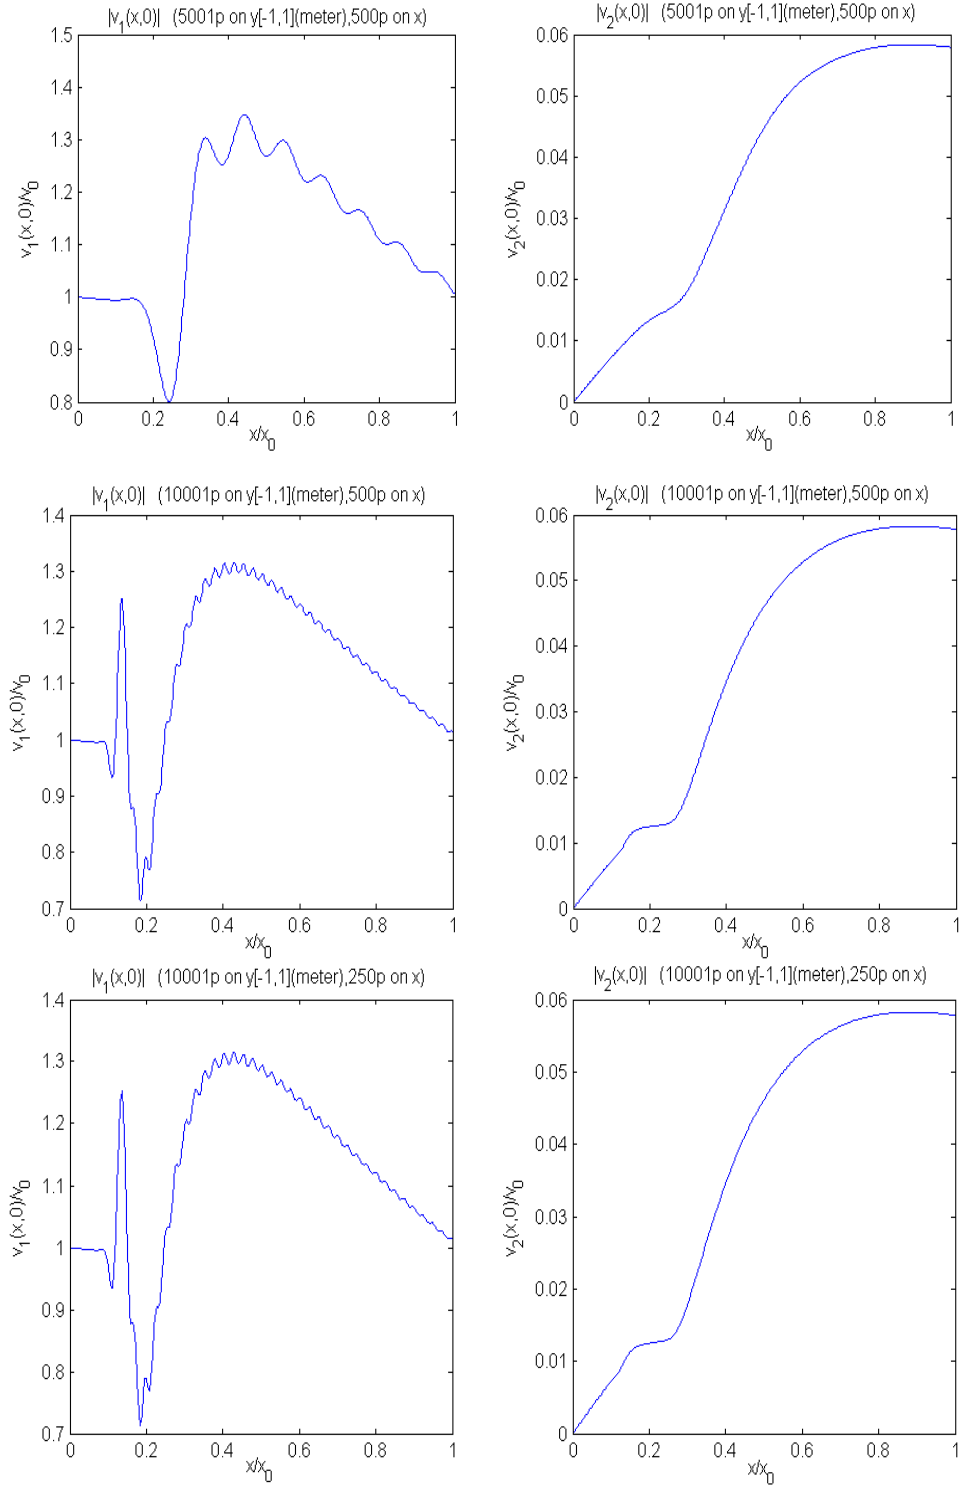 |v1(x,0)| (5001p on y[-1,1](meter),500p on x)
1.5
1.4
1.3
1.2
1.1
1
0.9
0.8
v1(x,0)/v0
0 0.2 0.4 0.6 0.8 1
x/x0
|v2(x,0)| (5001p on y[-1,1](meter),500p on x)
0.06
0.05
0.04
0.03
0.02
0.01
0
v2(x,0)/v0
0 0.2 0.4 0.6 0.8 1
x/x0
|v1(x,0)| (10001p on y[-1,1](meter),500p on x)
1.4
1.3
1.2
1.1
1
0.9
0.8
0.7
v1(x,0)/v0
0 0.2 0.4 0.6 0.8 1
x/x0
|v2(x,0)| (10001p on y[-1,1](meter),500p on x)
0.06
0.05
0.04
0.03
0.02
0.01
0
v2(x,0)/v0
0 0.2 0.4 0.6 0.8 1
x/x0
|v1(x,0)| (10001p on y[-1,1](meter),250p on x)
1.4
1.3
1.2
1.1
1
0.9
0.8
0.7
v1(x,0)/v0
0 0.2 0.4 0.6 0.8 1
x/x0
|v2(x,0)| (10001p on y[-1,1](meter),250p on x)
0.06
0.05
0.04
0.03
0.02
0.01
0
v2(x,0)/v0
0 0.2 0.4 0.6 0.8 1
x/x0